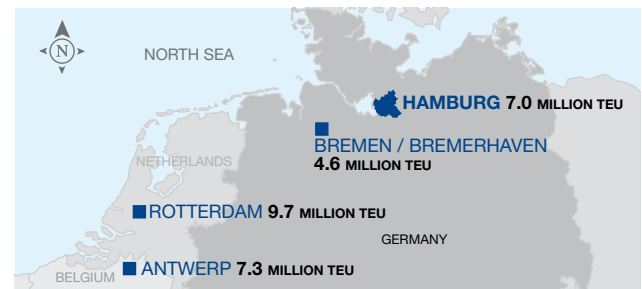 N
NORTH SEA
HAMBURG 7.0 MILLION TEU
BREMEN / BREMERHAVEN
4.6 MILLION TEU
NETHERLANDS
ROTTERDAM 9.7 MILLION TEU
GERMANY
ANTWERP 7.3 MILLION TEU
BELGIUM